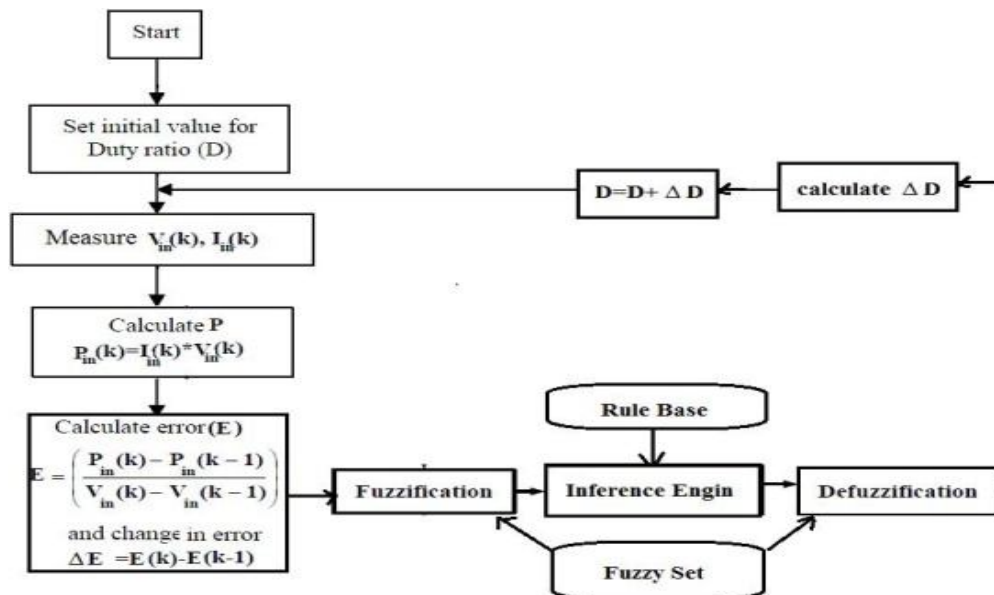 Start
Set initial value for
Duty ratio (D)
D=D+ Δ D
calculate Δ D
Measure V_in(k), I_in(k)
Calculate P
P_in(k)=I_in(k)*V_in(k)
Calculate error(E)
E = ( P_in(k) – P_in(k – 1) / V_in(k) – V_in(k – 1) )
and change in error
ΔE =E(k)-E(k-1)
Rule Base
Fuzzification
Inference Engin
Defuzzification
Fuzzy Set